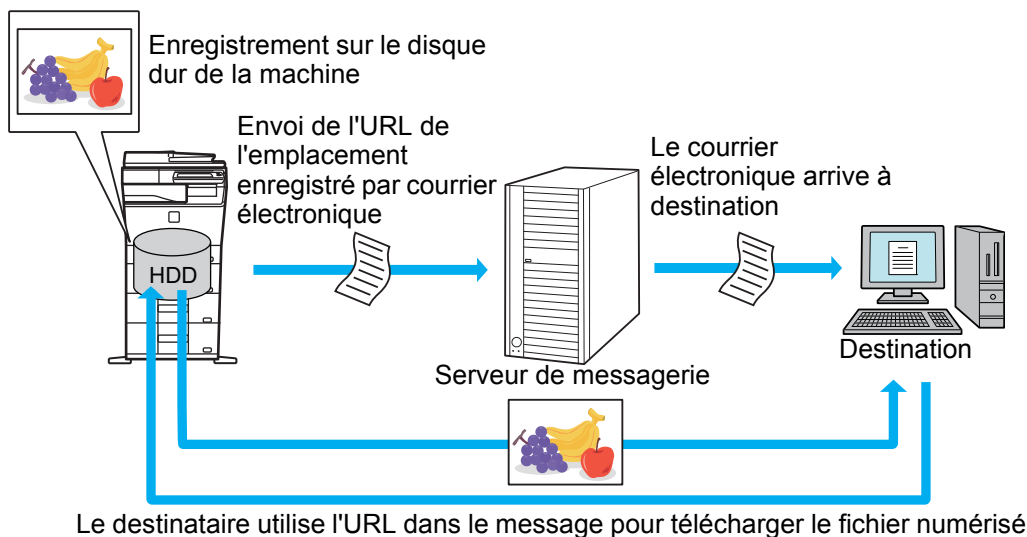 Enregistrement sur le disque
dur de la machine
Envoi de l'URL de
l'emplacement
enregistré par courrier
électronique
Le courrier
électronique arrive à
destination
HDD
Destination
Serveur de messagerie
Le destinataire utilise l'URL dans le message pour télécharger le fichier numérisé